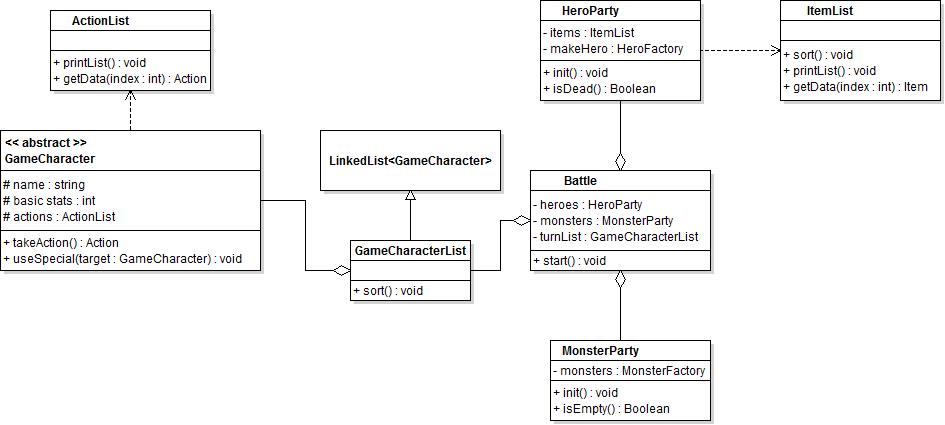 ActionList
+ printList() : void
+ getData(index : int) : Action
HeroParty
- items : ItemList
- makeHero : HeroFactory
+ init() : void
+ isDead() : Boolean
ItemList
+ sort() : void
+ printList() : void
+ getData(index : int) : Item
<< abstract >>
GameCharacter
# name : string
# basic stats : int
# actions : ActionList
+ takeAction() : Action
+ useSpecial(target : GameCharacter) : void
LinkedList<GameCharacter>
GameCharacterList
+ sort() : void
Battle
- heroes : HeroParty
- monsters : MonsterParty
- turnList : GameCharacterList
+ start() : void
MonsterParty
- monsters : MonsterFactory
+ init() : void
+ isEmpty() : Boolean